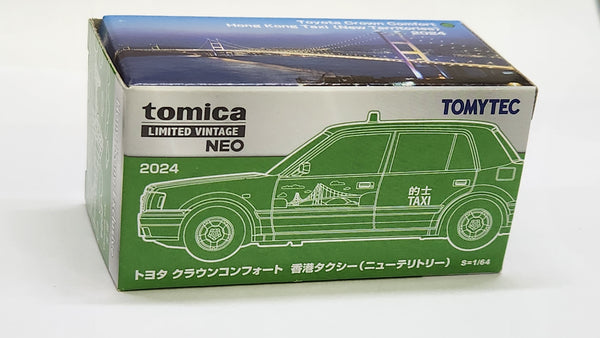 Toyota Crown Comfort
Hong Kong Taxi (New Territories)
2024
tomica
LIMITED VINTAGE
NEO
TOMYTEC
2024
的士
TAXI
トヨタ クラウンコンフォート 香港タクシー(ニューテリトリー) S=1/64